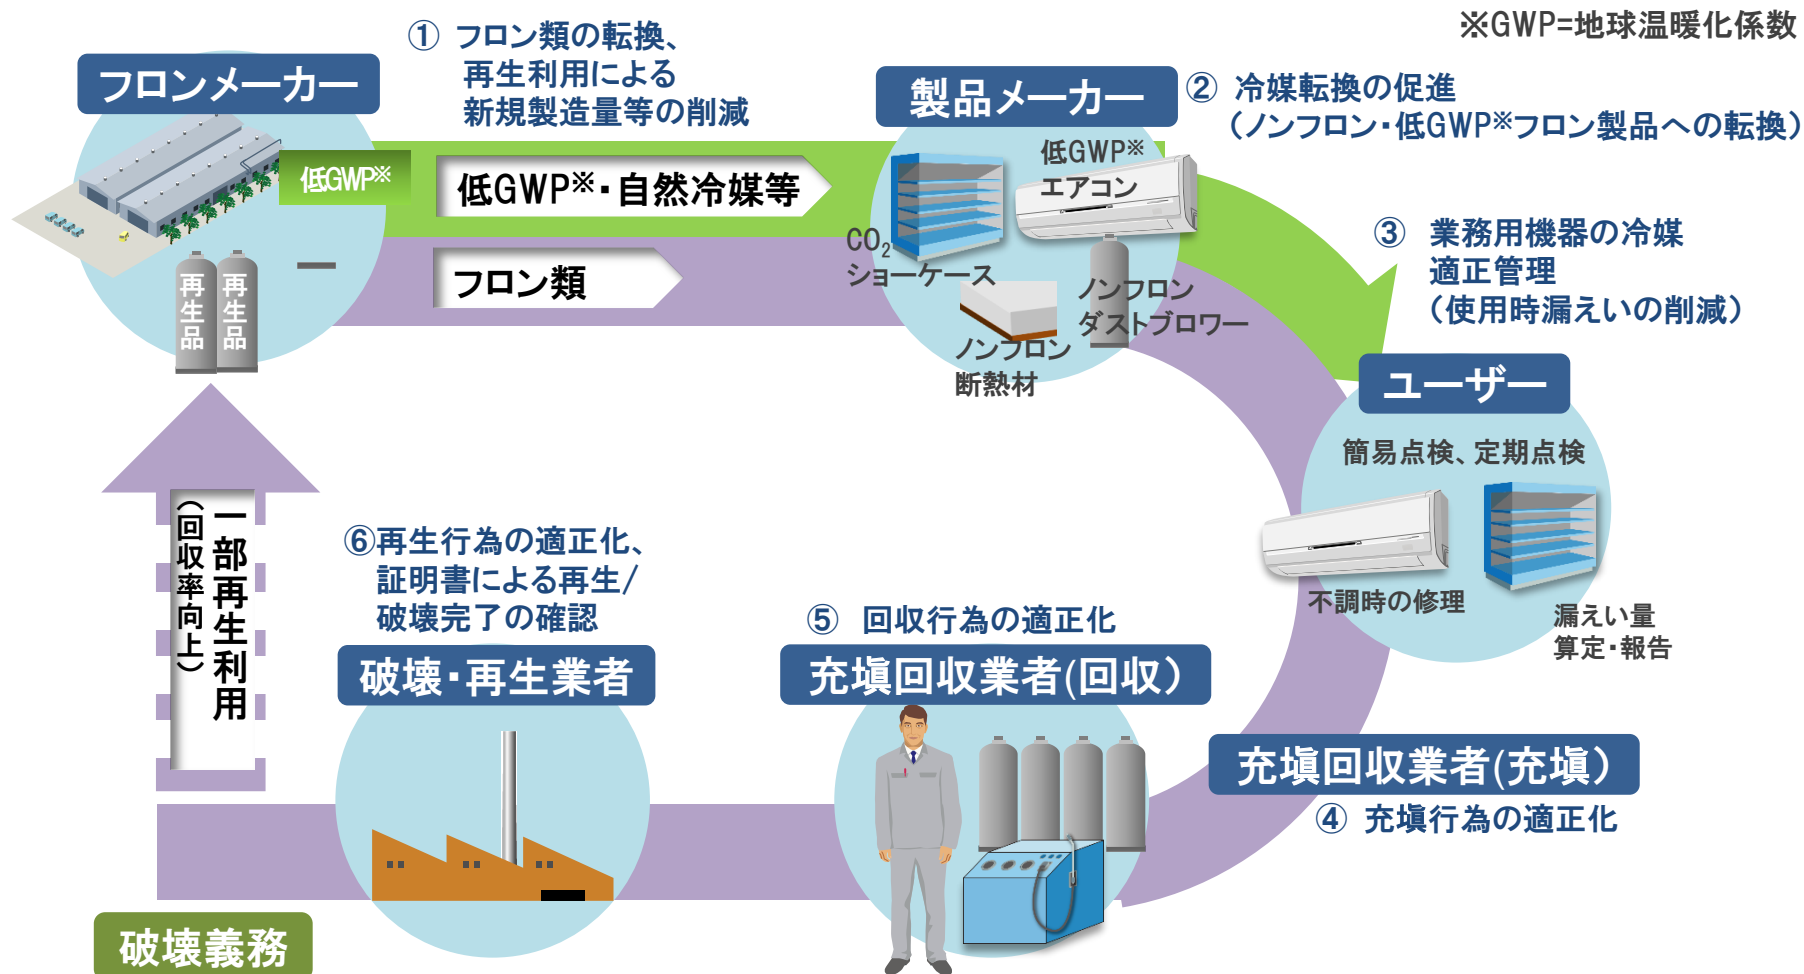 ※GWP=地球温暖化係数
① フロン類の転換、
再生利用による
新規製造量等の削減
フロンメーカー
製品メーカー
② 冷媒転換の促進
（ノンフロン・低GWP※フロン製品への転換）
低GWP※
低GWP※・自然冷媒等
フロン類
再生品
再生品
低GWP※
エアコン
CO2
ショーケース
ノンフロン
ダストブロワー
ノンフロン
断熱材
③ 業務用機器の冷媒
適正管理
（使用時漏えいの削減）
ユーザー
簡易点検、定期点検
不調時の修理
漏えい量
算定・報告
充塡回収業者(充塡）
④ 充塡行為の適正化
⑤ 回収行為の適正化
充塡回収業者(回収）
⑥再生行為の適正化、
証明書による再生/
破壊完了の確認
破壊・再生業者
一部再生利用
（回収率向上）
破壊義務